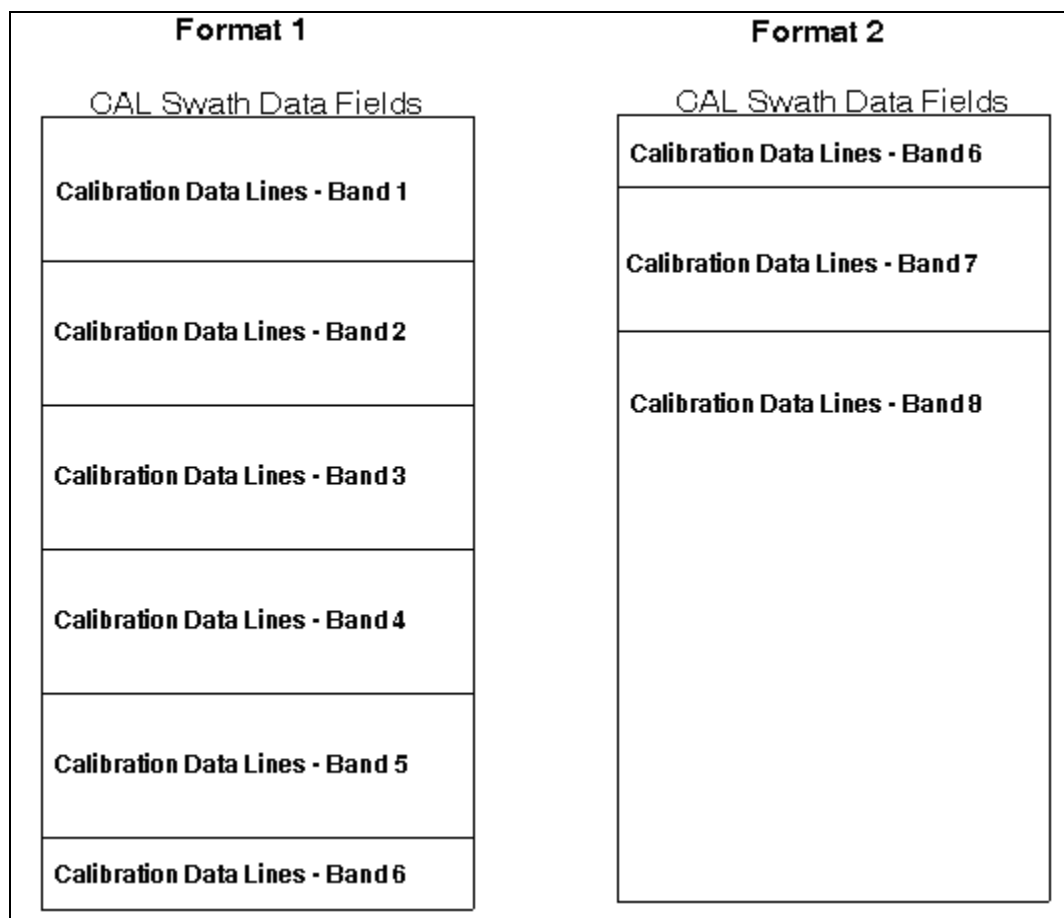 Format 1
CAL Swath Data Fields
Calibration Data Lines - Band 1
Calibration Data Lines - Band 2
Calibration Data Lines - Band 3
Calibration Data Lines - Band 4
Calibration Data Lines - Band 5
Calibration Data Lines - Band 6
Format 2
CAL Swath Data Fields
Calibration Data Lines - Band 6
Calibration Data Lines - Band 7
Calibration Data Lines - Band 8